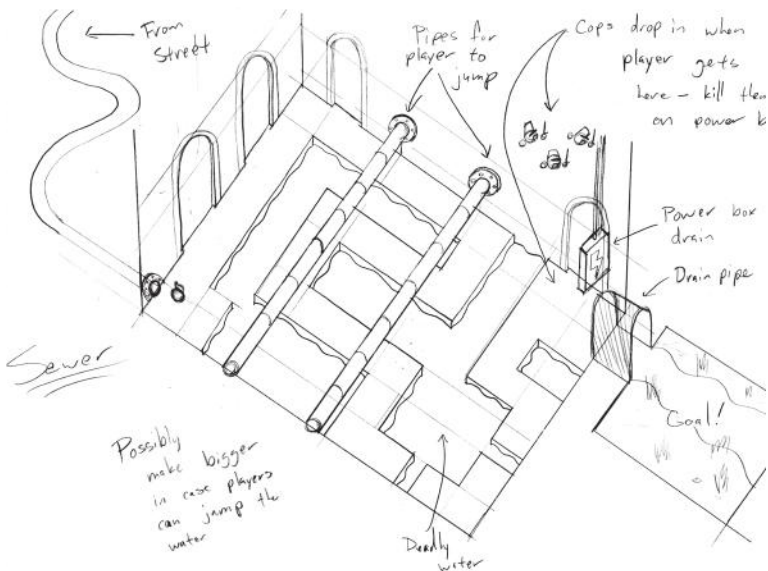 From
Street
Pipes for
player to
jump
Cops drop in when
player gets
here - kill them
on power b
Power box
drain
Drain pipe
Goal!
Sewer
Possibly
make bigger
in case players
can jump the
water
Deadly
water